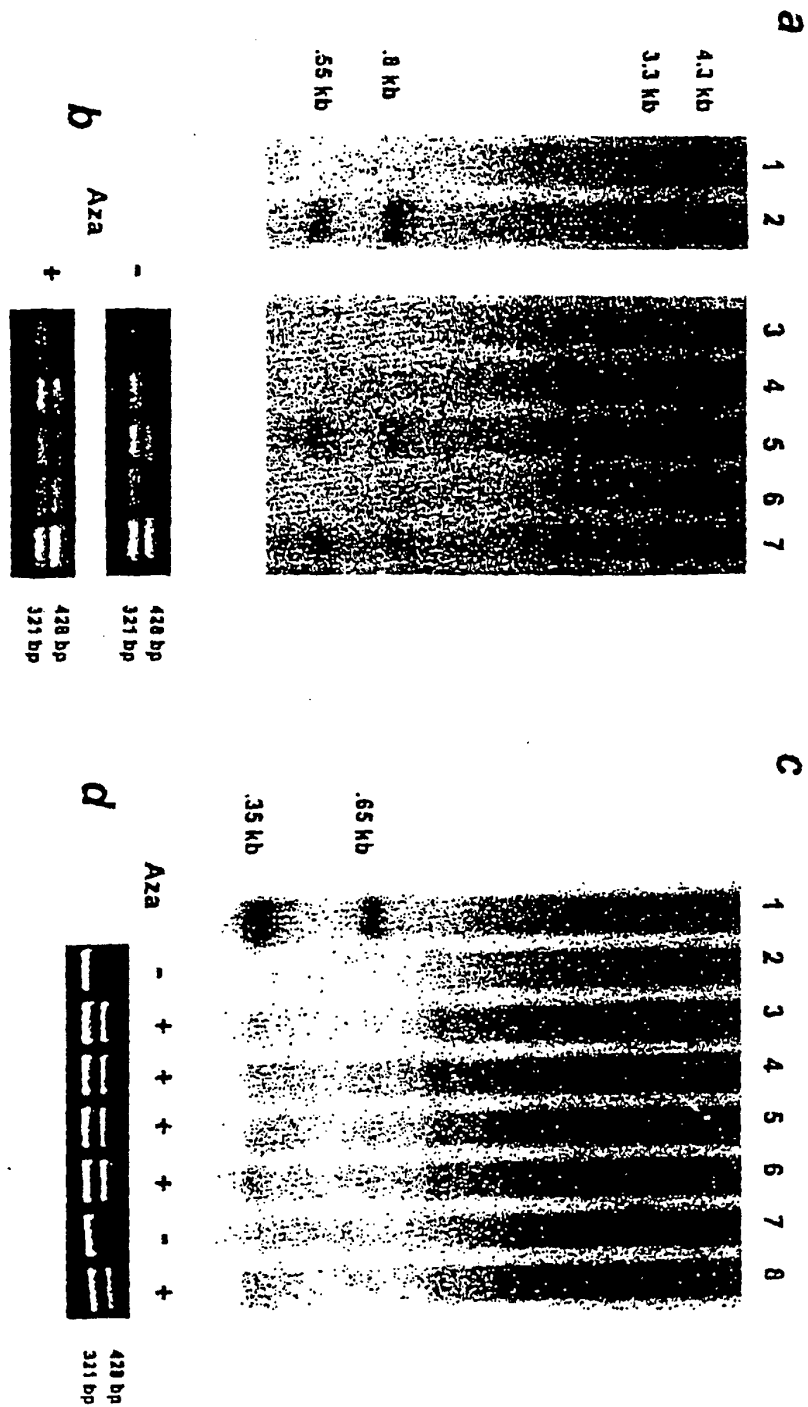 a
1 2 3 4 5 6 7
4.3 kb
3.3 kb
.8 kb
.55 kb
b
Aza
-
428 bp
321 bp
+
428 bp
321 bp
c
1 2 3 4 5 6 7 8
.65 kb
.35 kb
d
Aza - + + + + - +
428 bp
321 bp